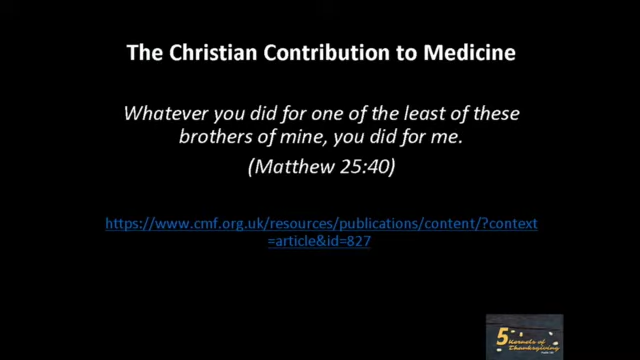 The Christian Contribution to Medicine
Whatever you did for one of the least of these
brothers of mine, you did for me.
(Matthew 25:40)
https://www.cmf.org.uk/resources/publications/content/?context
=article&id=827
5 Kernels
of Thanksgiving